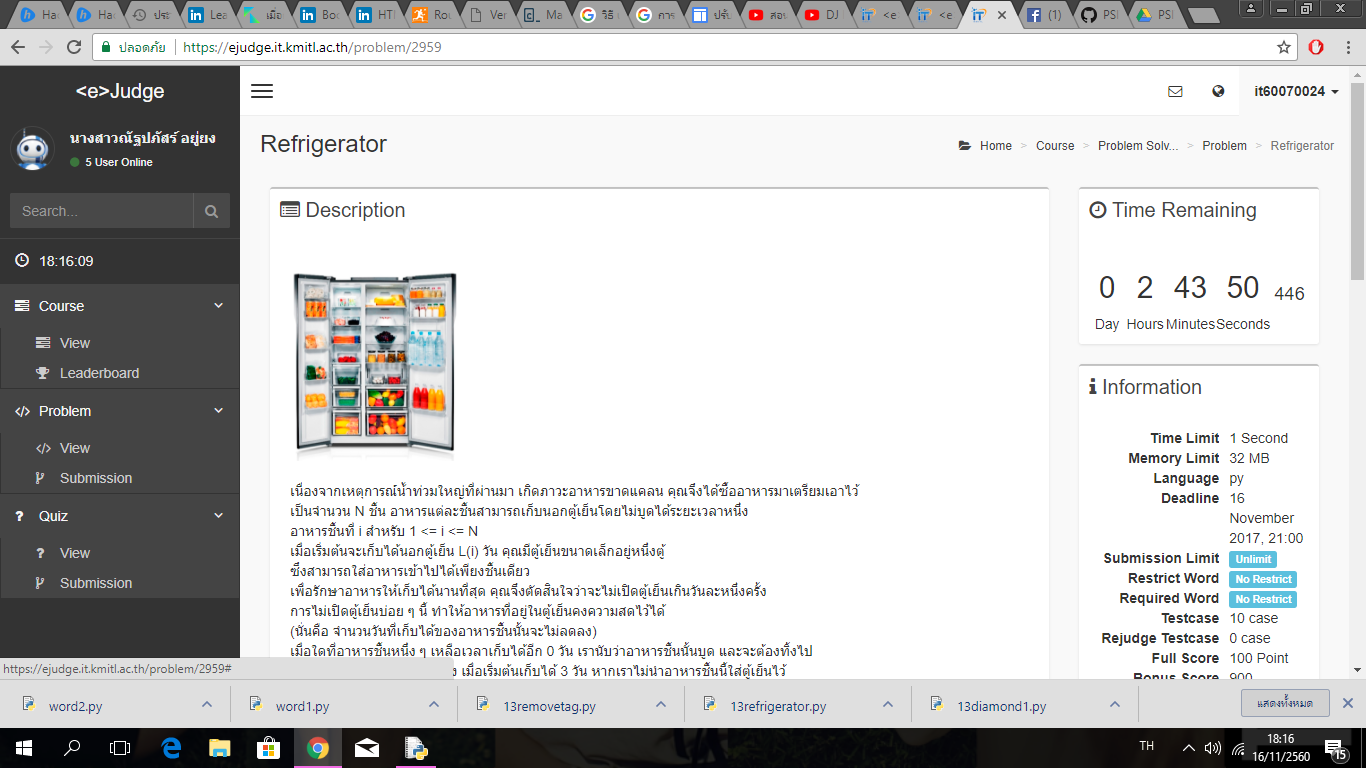 Ha
Ha
ประ
Lea
เมื่อ
Boo
HT
Rou
Ver
Ma
วิธี
การ
ปรับ
สอน
DJ
<e
<e
(1)
PS
PS
ปลอดภัย
https://ejudge.it.kmitl.ac.th/problem/2959
<e>Judge
it60070024
นางสาวณัฐปภัสร์ อยู่ยง
5 User Online
Refrigerator
Home > Course > Problem Solv... > Problem > Refrigerator
Search...
18:16:09
Course
View
Leaderboard
Problem
View
Submission
Quiz
View
Submission
Description
เนื่องจากเหตุการณ์น้ำท่วมใหญ่ที่ผ่านมา เกิดภาวะอาหารขาดแคลน คุณจึงได้ซื้ออาหารมาเตรียมเอาไว้
เป็นจำนวน N ชิ้น อาหารแต่ละชิ้นสามารถเก็บนอกตู้เย็นโดยไม่บูดได้ระยะเวลาหนึ่ง
อาหารชิ้นที่ i สำหรับ 1 <= i <= N
เมื่อเริ่มต้นจะเก็บได้นอกตู้เย็น L(i) วัน คุณมีตู้เย็นขนาดเล็กอยู่หนึ่งตู้
ซึ่งสามารถใส่อาหารเข้าไปได้เพียงชิ้นเดียว
เพื่อรักษาอาหารให้เก็บได้นานที่สุด คุณจึงตัดสินใจว่าจะไม่เปิดตู้เย็นเกินวันละหนึ่งครั้ง
การไม่เปิดตู้เย็นบ่อย ๆ นี้ ทำให้อาหารที่อยู่ในตู้เย็นคงความสดไว้ได้
(นั่นคือ จำนวนวันที่เก็บได้ของอาหารชิ้นนั้นจะไม่ลดลง)
เมื่อใดที่อาหารชิ้นหนึ่ง ๆ เหลือเวลาเก็บได้อีก 0 วัน เรานับว่าอาหารชิ้นนั้นบูด และจะต้องทิ้งไป
เมื่อเริ่มต้นเก็บได้ 3 วัน หากเราไม่นำอาหารชิ้นนี้ใส่ตู้เย็นไว้
Time Remaining
0 2 43 50 446
Day Hours Minutes Seconds
Information
Time Limit 1 Second
Memory Limit 32 MB
Language py
Deadline 16
November
2017, 21:00
Submission Limit Unlimit
Restrict Word No Restrict
Required Word No Restrict
Testcase 10 case
Rejudge Testcase 0 case
Full Score 100 Point
Bonus Score 900
https://ejudge.it.kmitl.ac.th/problem/2959#
word2.py
word1.py
13removetag.py
13refrigerator.py
13diamond1.py
แสดงทั้งหมด
TH
18:16
16/11/2560
15